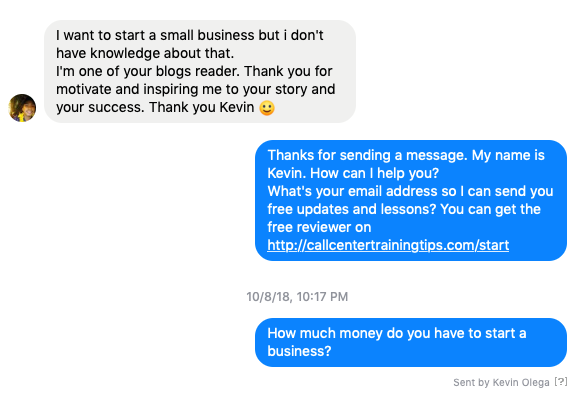 I want to start a small business but i don't
have knowledge about that.
I'm one of your blogs reader. Thank you for
motivate and inspiring me to your story and
your success. Thank you Kevin 🙂
Thanks for sending a message. My name is
Kevin. How can I help you?
What's your email address so I can send you
free updates and lessons? You can get the
free reviewer on
http://callcentertrainingtips.com/start
10/8/18, 10:17 PM
How much money do you have to start a
business?
Sent by Kevin Olega [?]